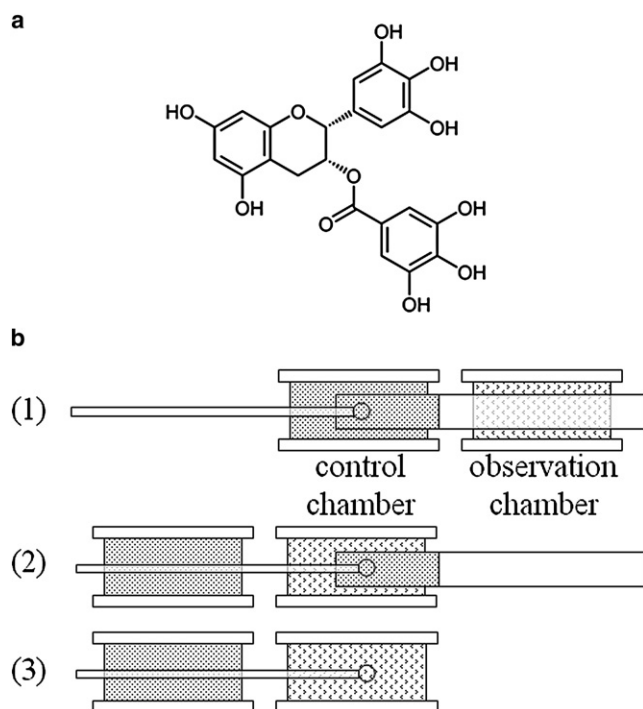 a
OH
OH
OH
HO
O
OH
O
O
OH
OH
OH
b
(1)
control
chamber
observation
chamber
(2)
(3)